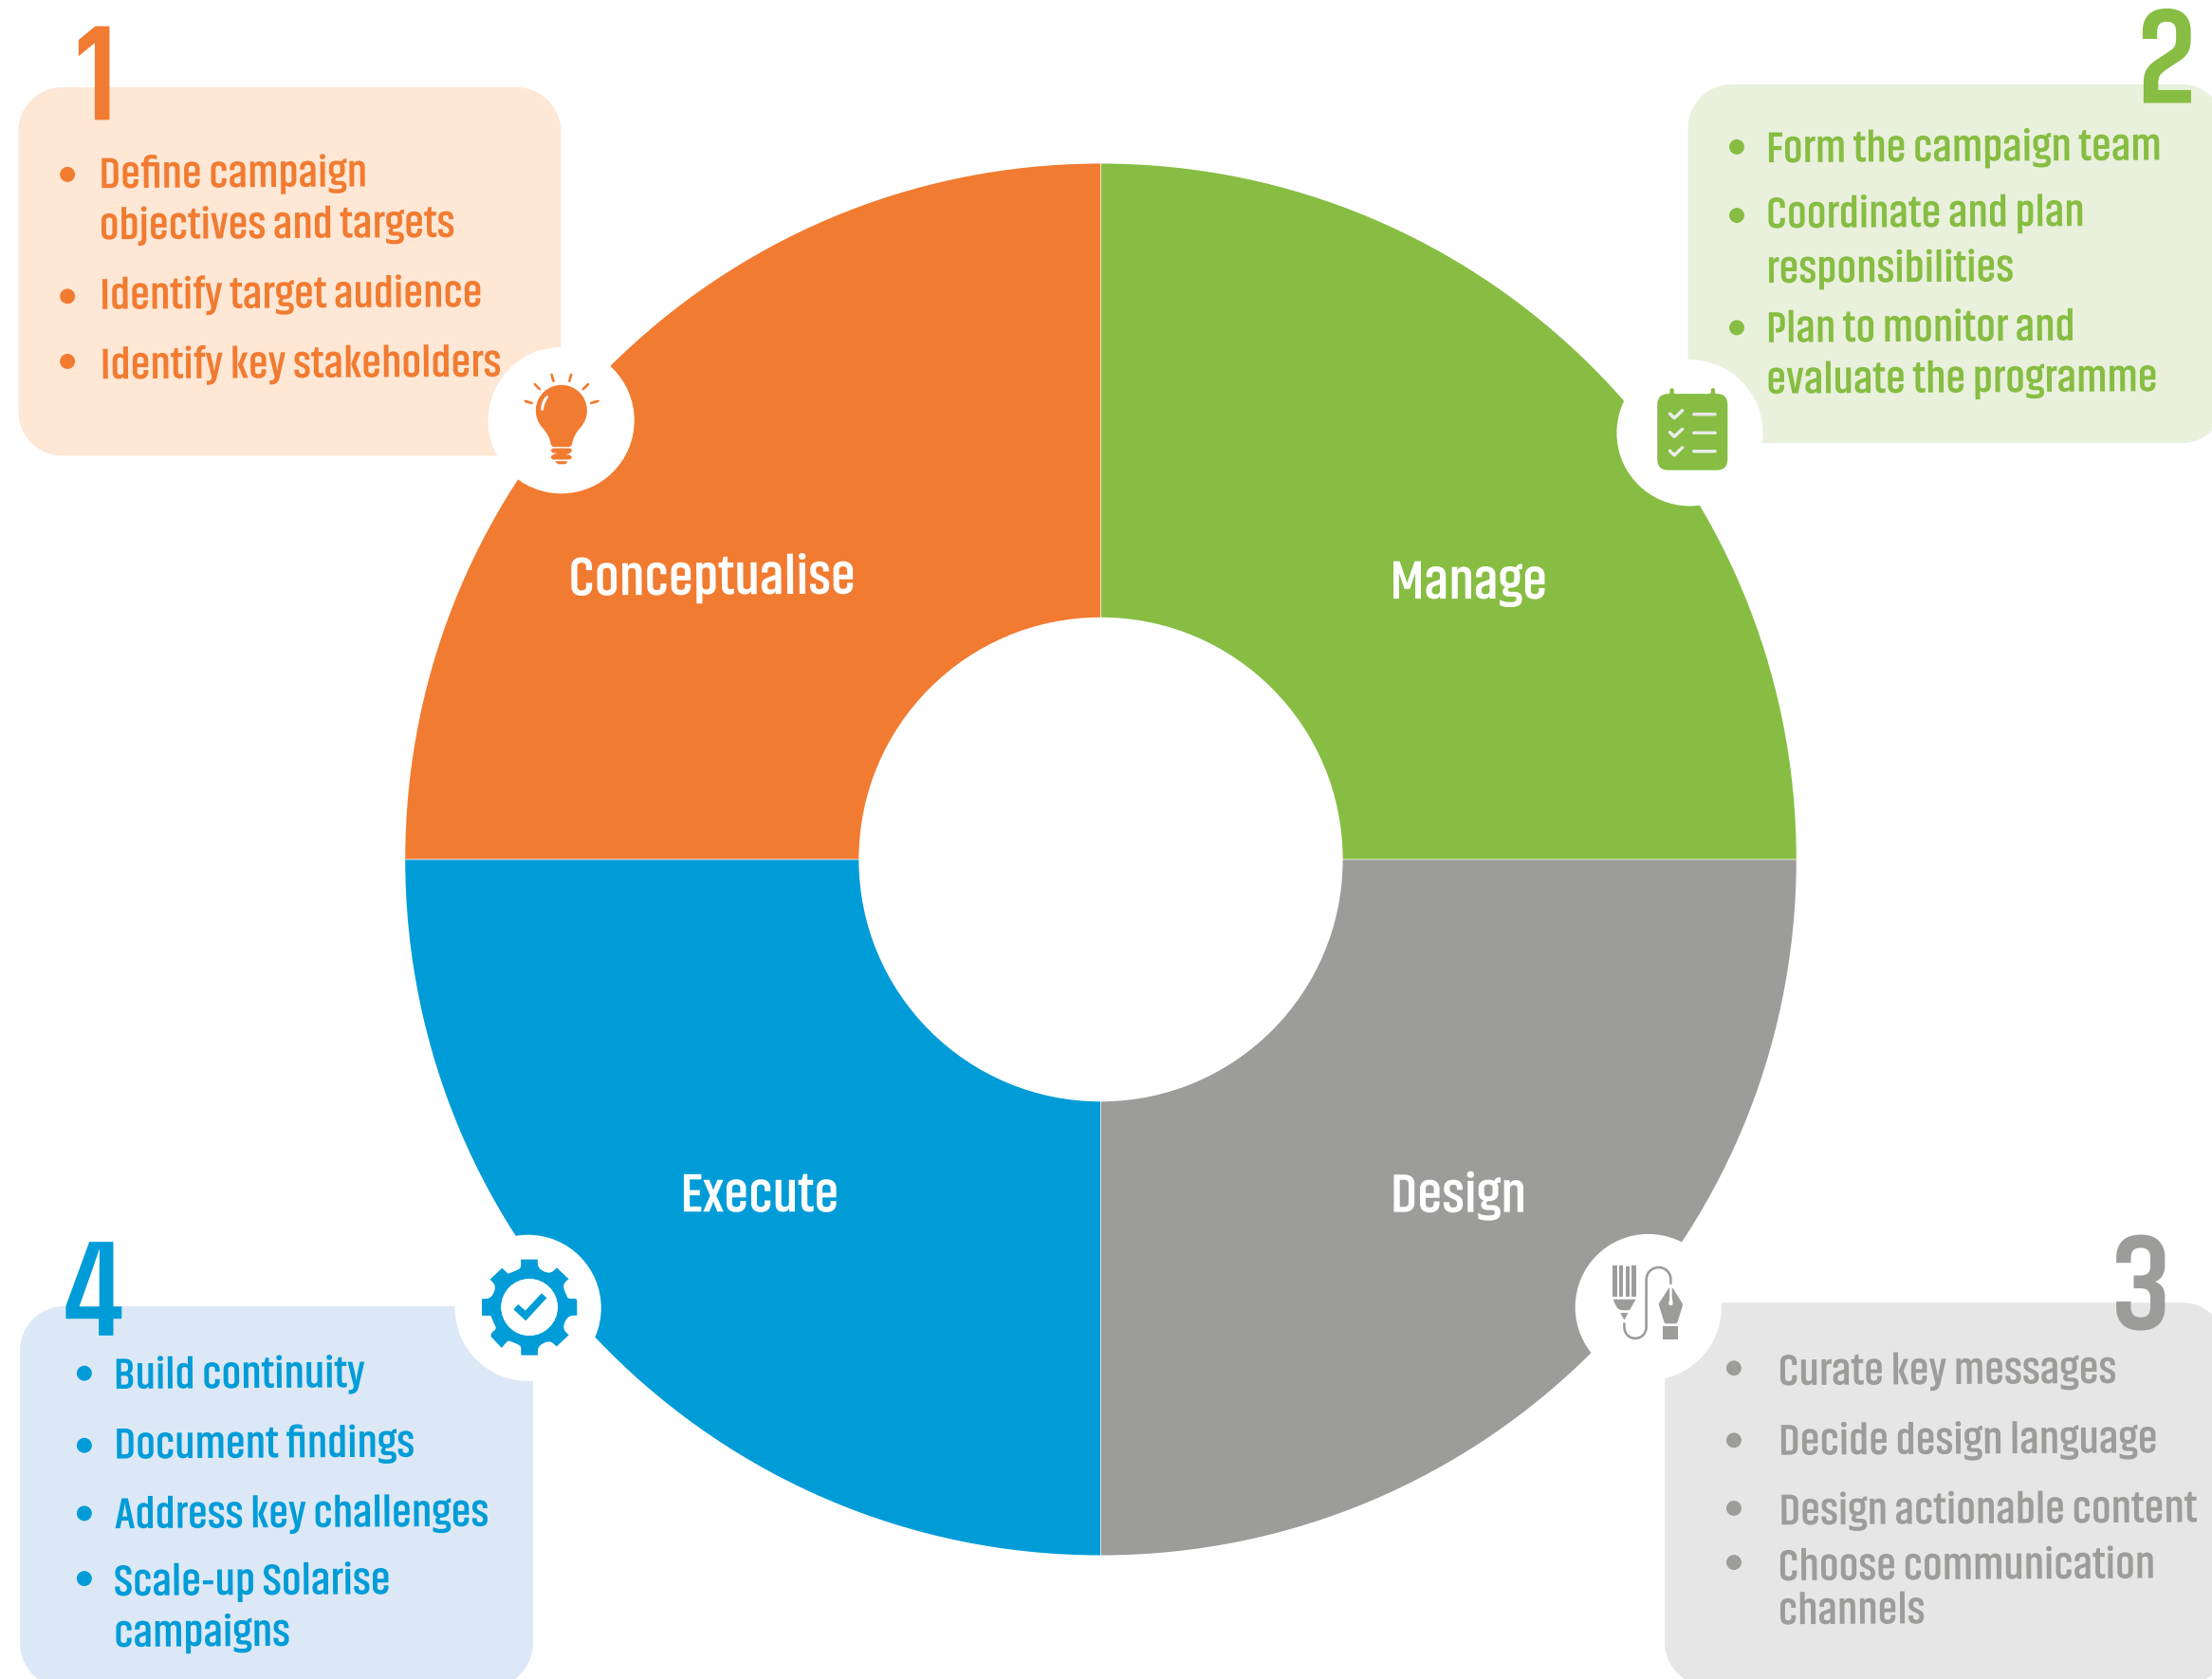 1
Define campaign
objectives and targets
Identify target audience
Identify key stakeholders
2
Form the campaign team
Coordinate and plan
responsibilities
Plan to monitor and
evaluate the programme
Conceptualise
Manage
Execute
Design
4
Build continuity
Document findings
Address key challenges
Scale-up Solarise
campaigns
3
Curate key messages
Decide design language
Design actionable content
Choose communication
channels